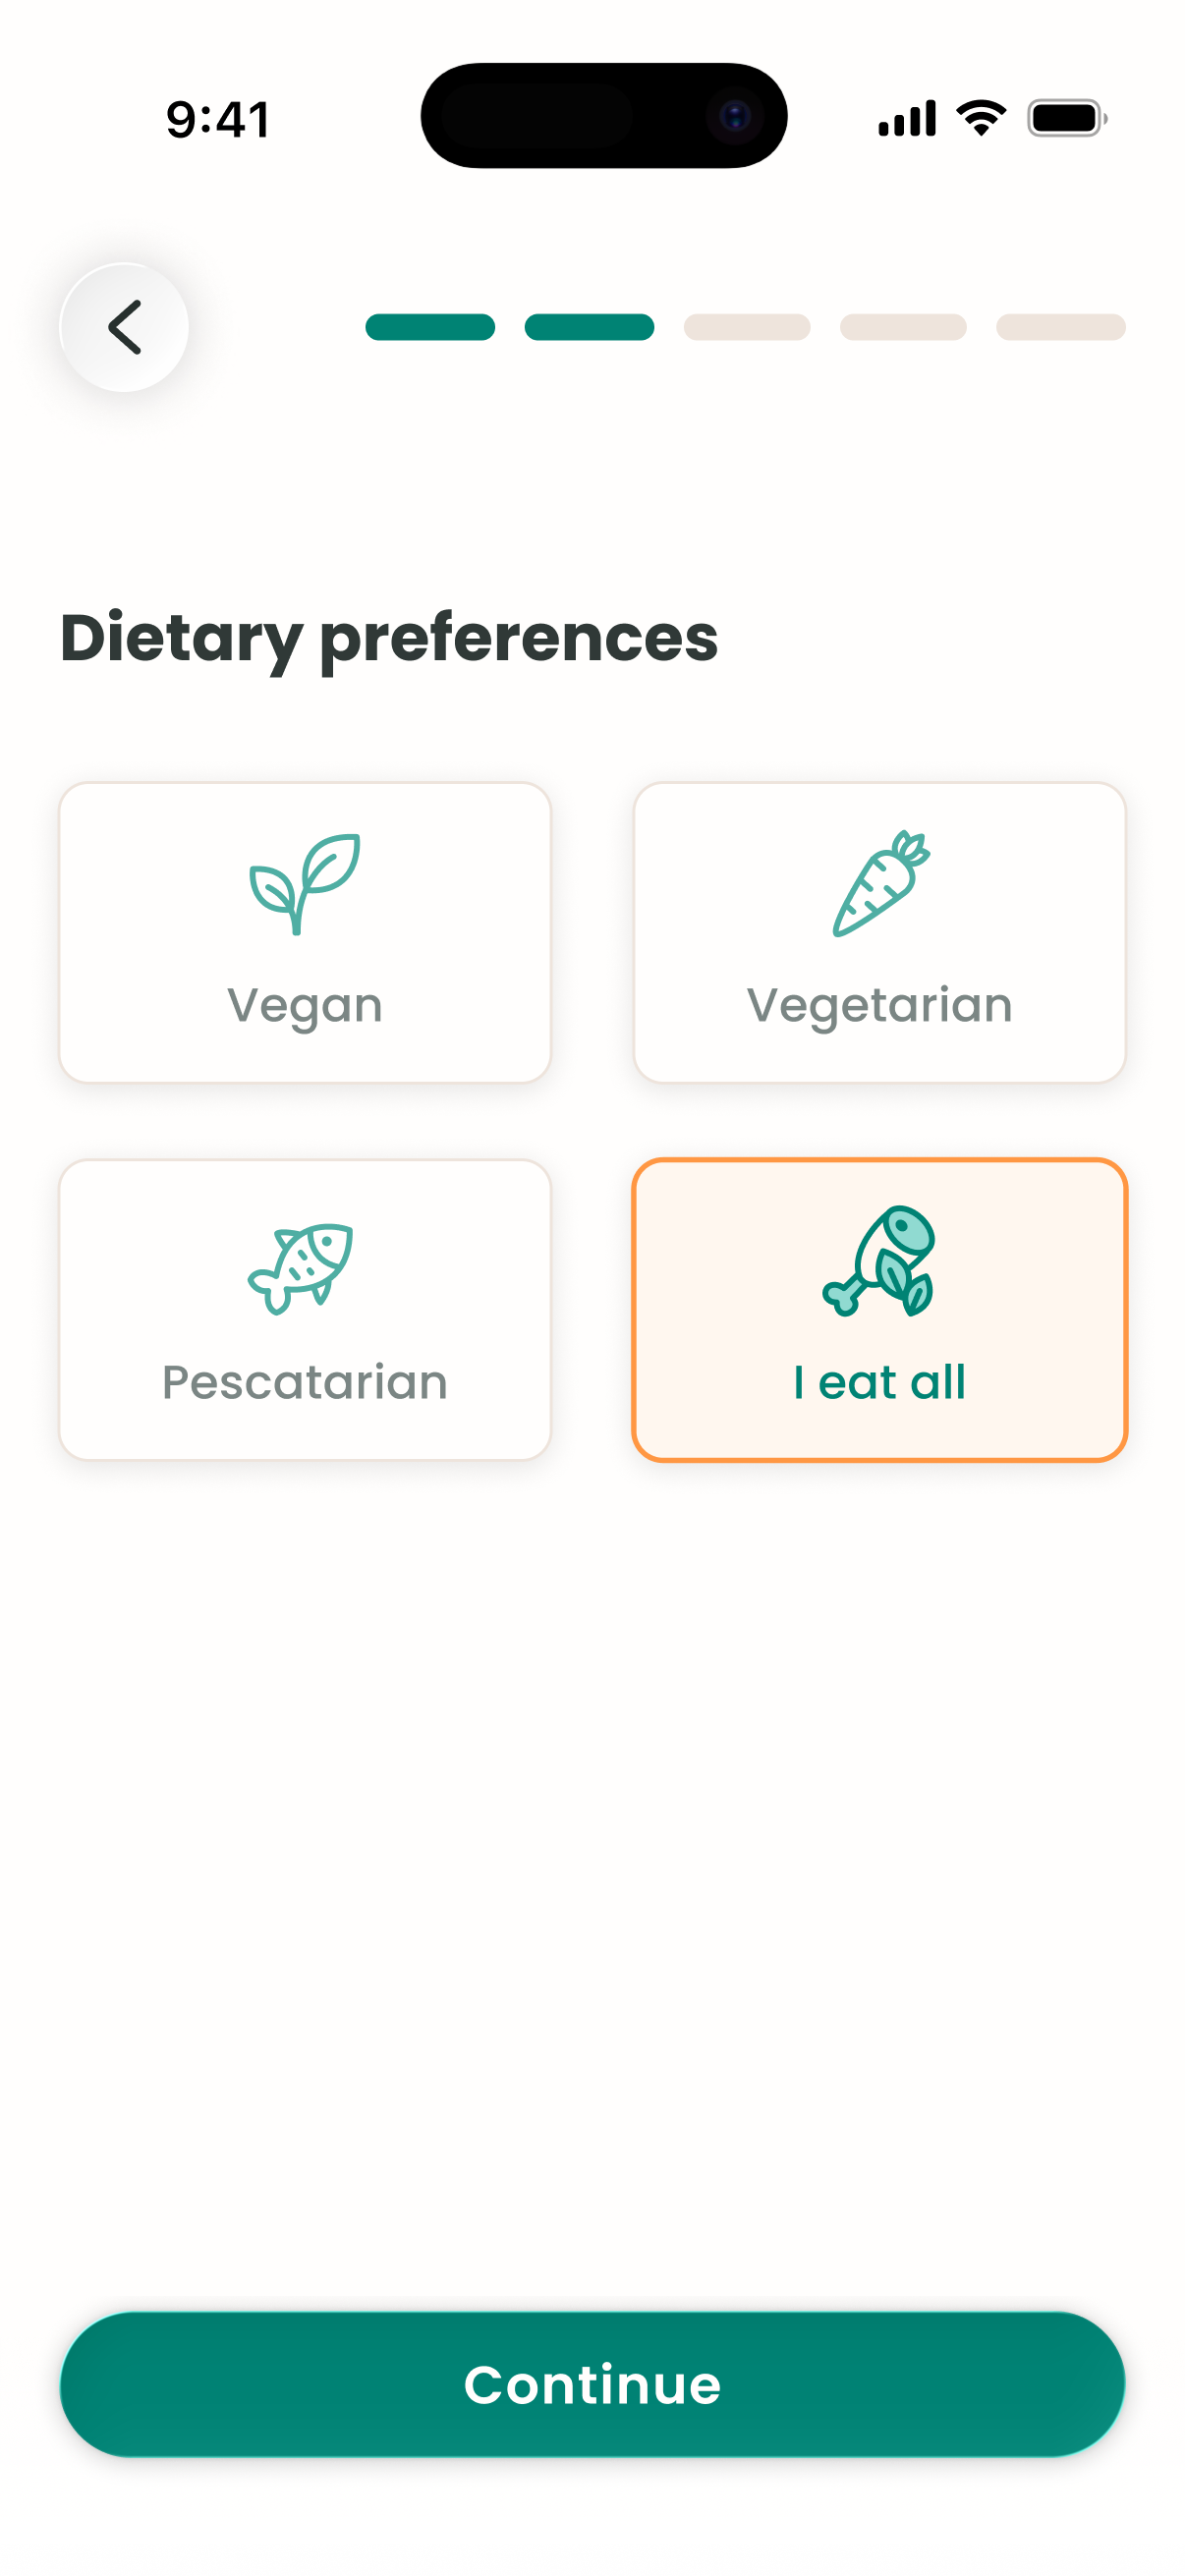 9:41
Dietary preferences
Vegan
Vegetarian
Pescatarian
I eat all
Continue